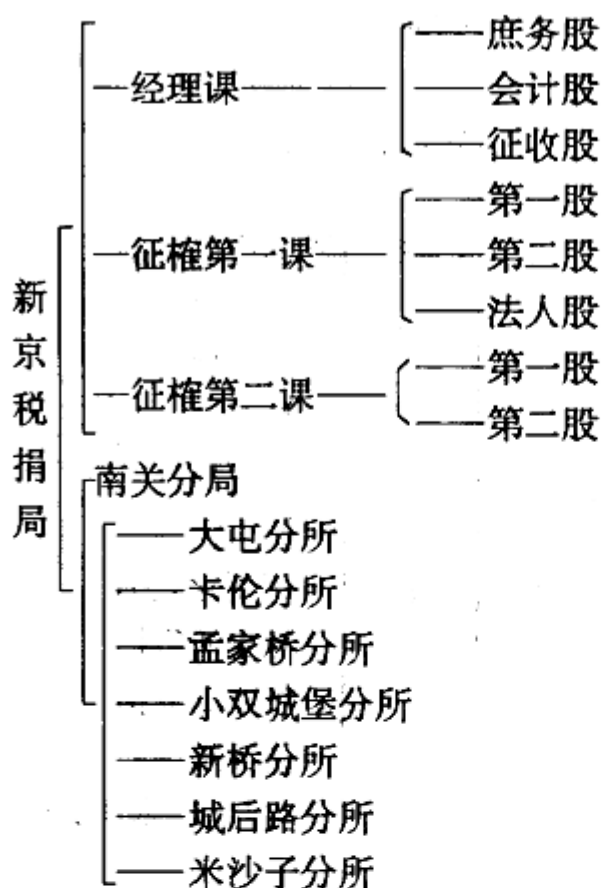 新京税捐局
经理课
庶务股
会计股
征收股
征榷第一课
第一股
第二股
法人股
征榷第二课
第一股
第二股
南关分局
大屯分所
卡伦分所
孟家桥分所
小双城堡分所
新桥分所
城后路分所
米沙子分所